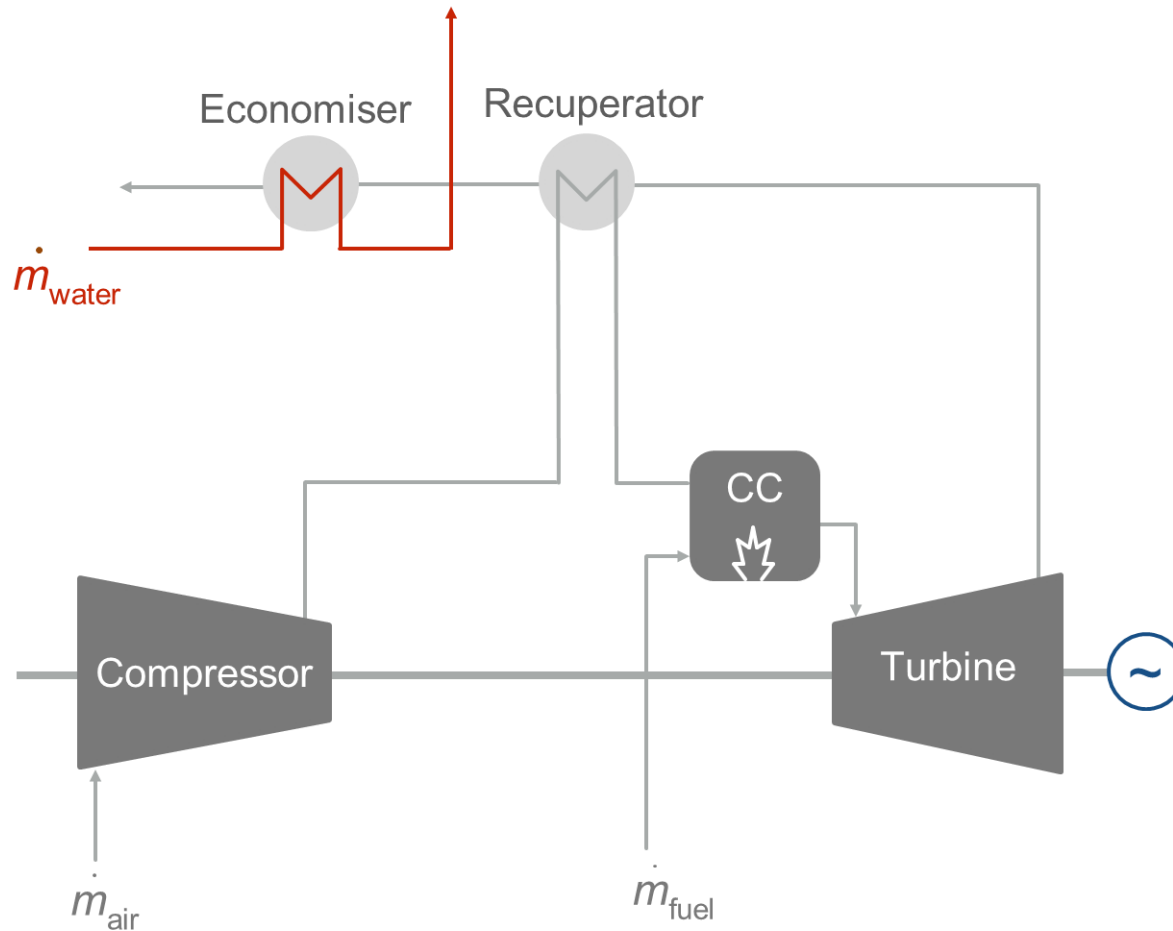 Economiser
Recuperator
ṁwater
CC
Compressor
Turbine
~
ṁair
ṁfuel